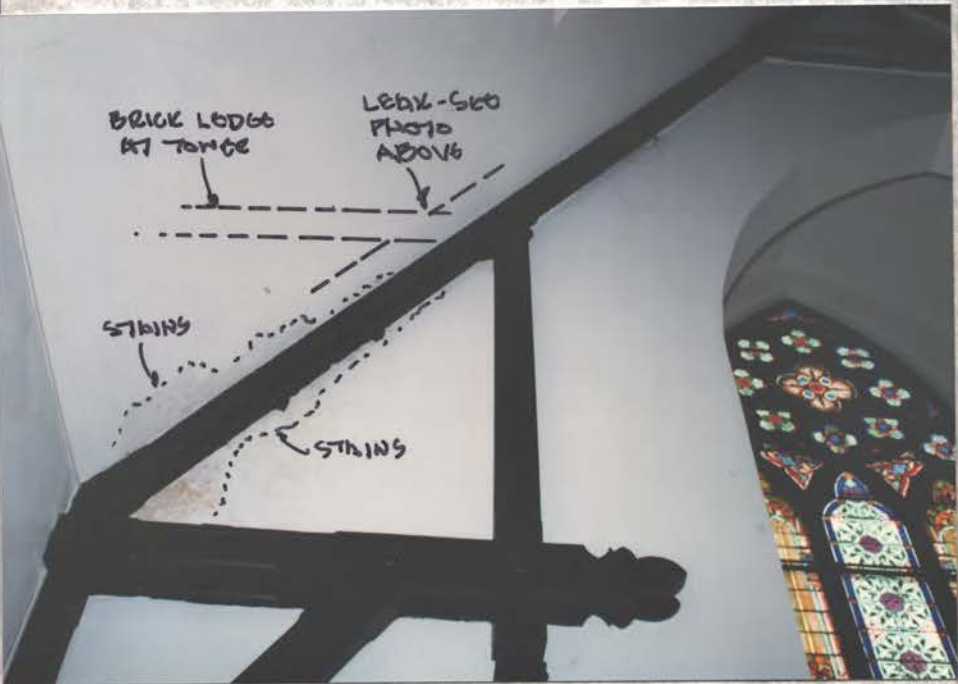 BRICK LEDGE
AT TOWER
LEAK-SEE
PHOTO
ABOVE
STAINS
STAINS